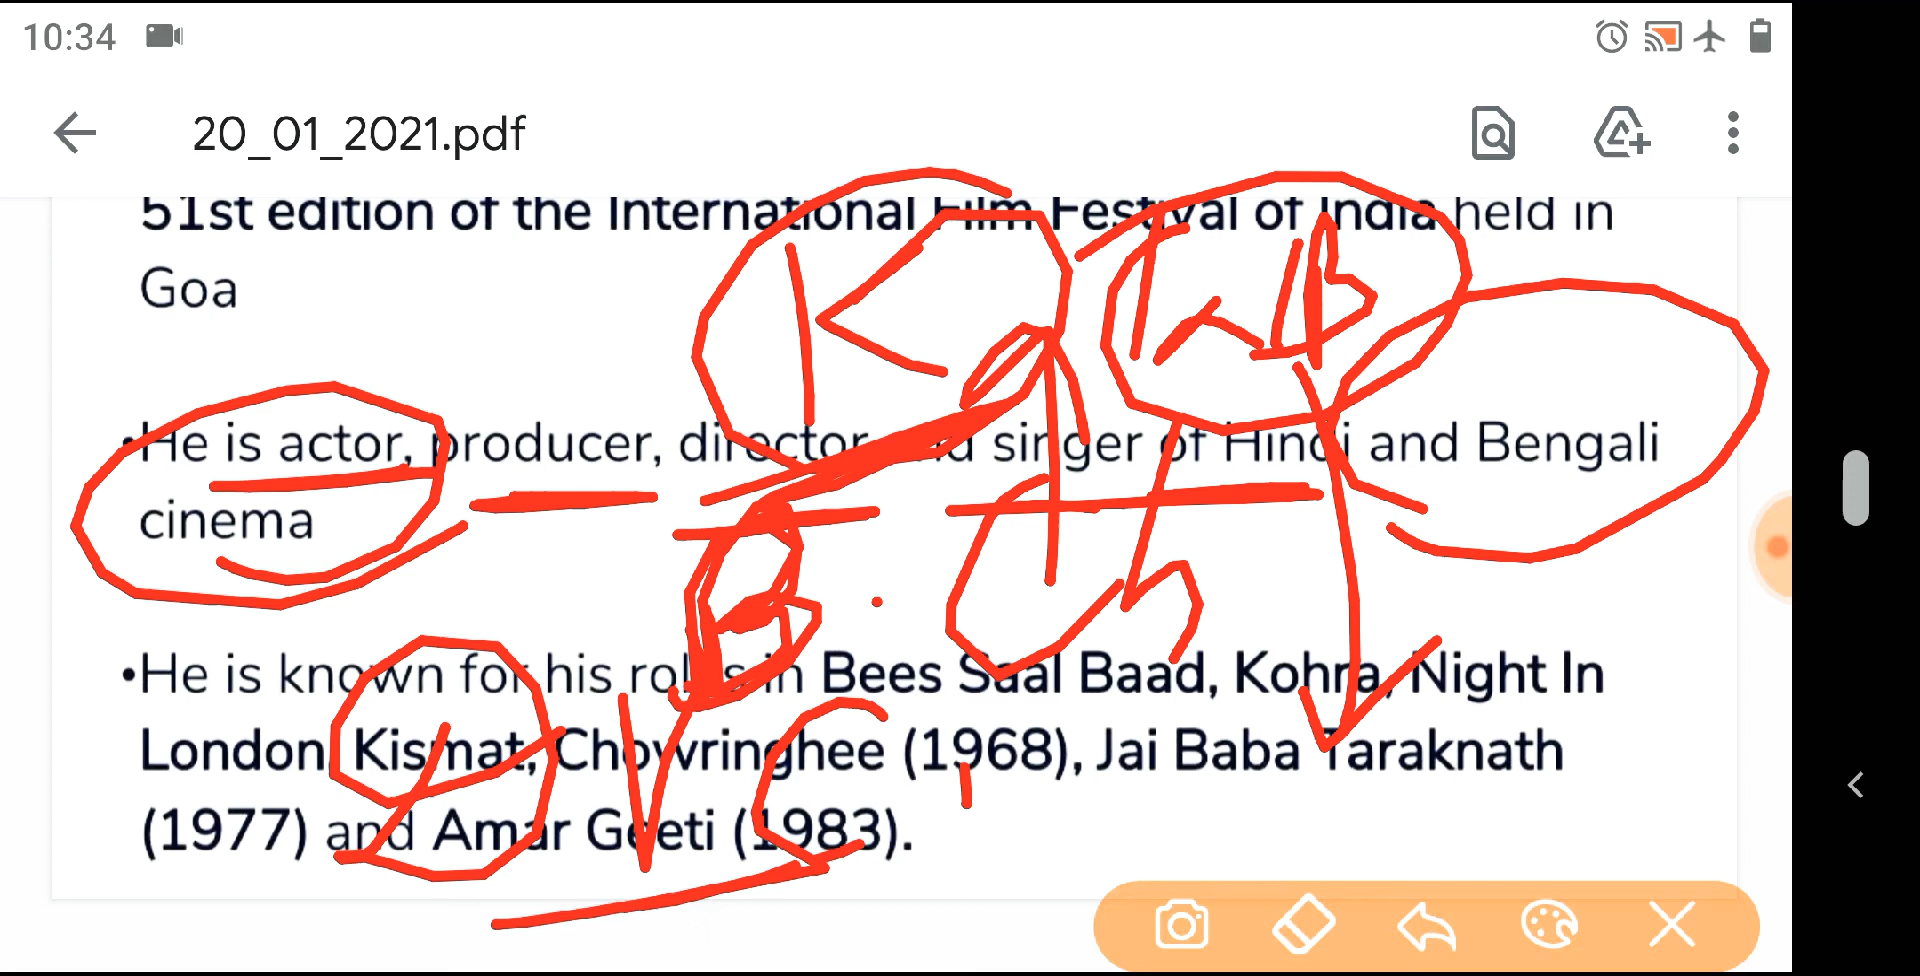 10:34
20_01_2021.pdf
51st edition of the International Film Festival of India held in
Goa
•He is actor, producer, director and singer of Hindi and Bengali
cinema
•He is known for his roles in Bees Saal Baad, Kohra, Night In
London, Kismat, Chowringhee (1968), Jai Baba Taraknath
(1977) and Amar Geeti (1983).